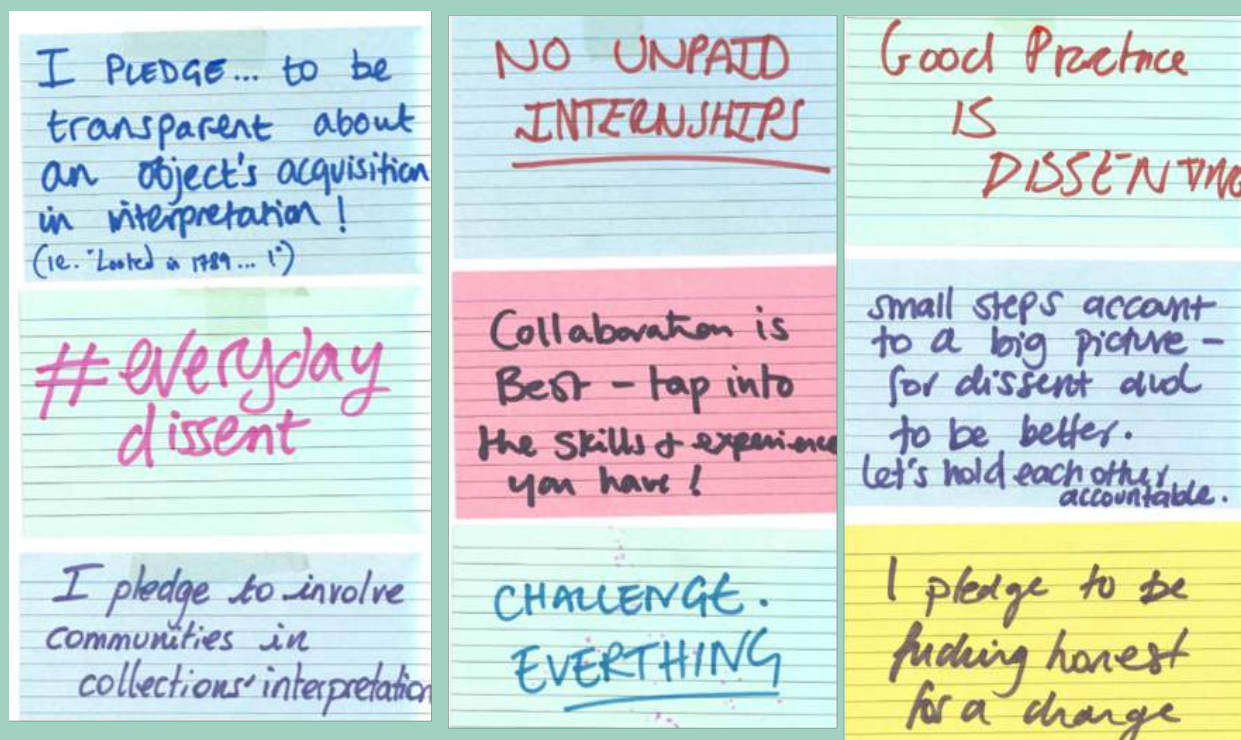 I PLEDGE... to be
transparent about
an object's acquisition
in interpretation!
(ie. "Looted in 1789... !")
#everyday
dissent
I pledge to involve
communities in
collections' interpretation
NO UNPAID
INTERNSHIPS
Collaboration is
Best - tap into
the skills & experience
you have!
CHALLENGE.
EVERTHING
Good Practice
IS
DISSENTING
small steps account
to a big picture -
for dissent and
to be better.
Let's hold each other
accountable.
I pledge to be
fucking honest
for a change